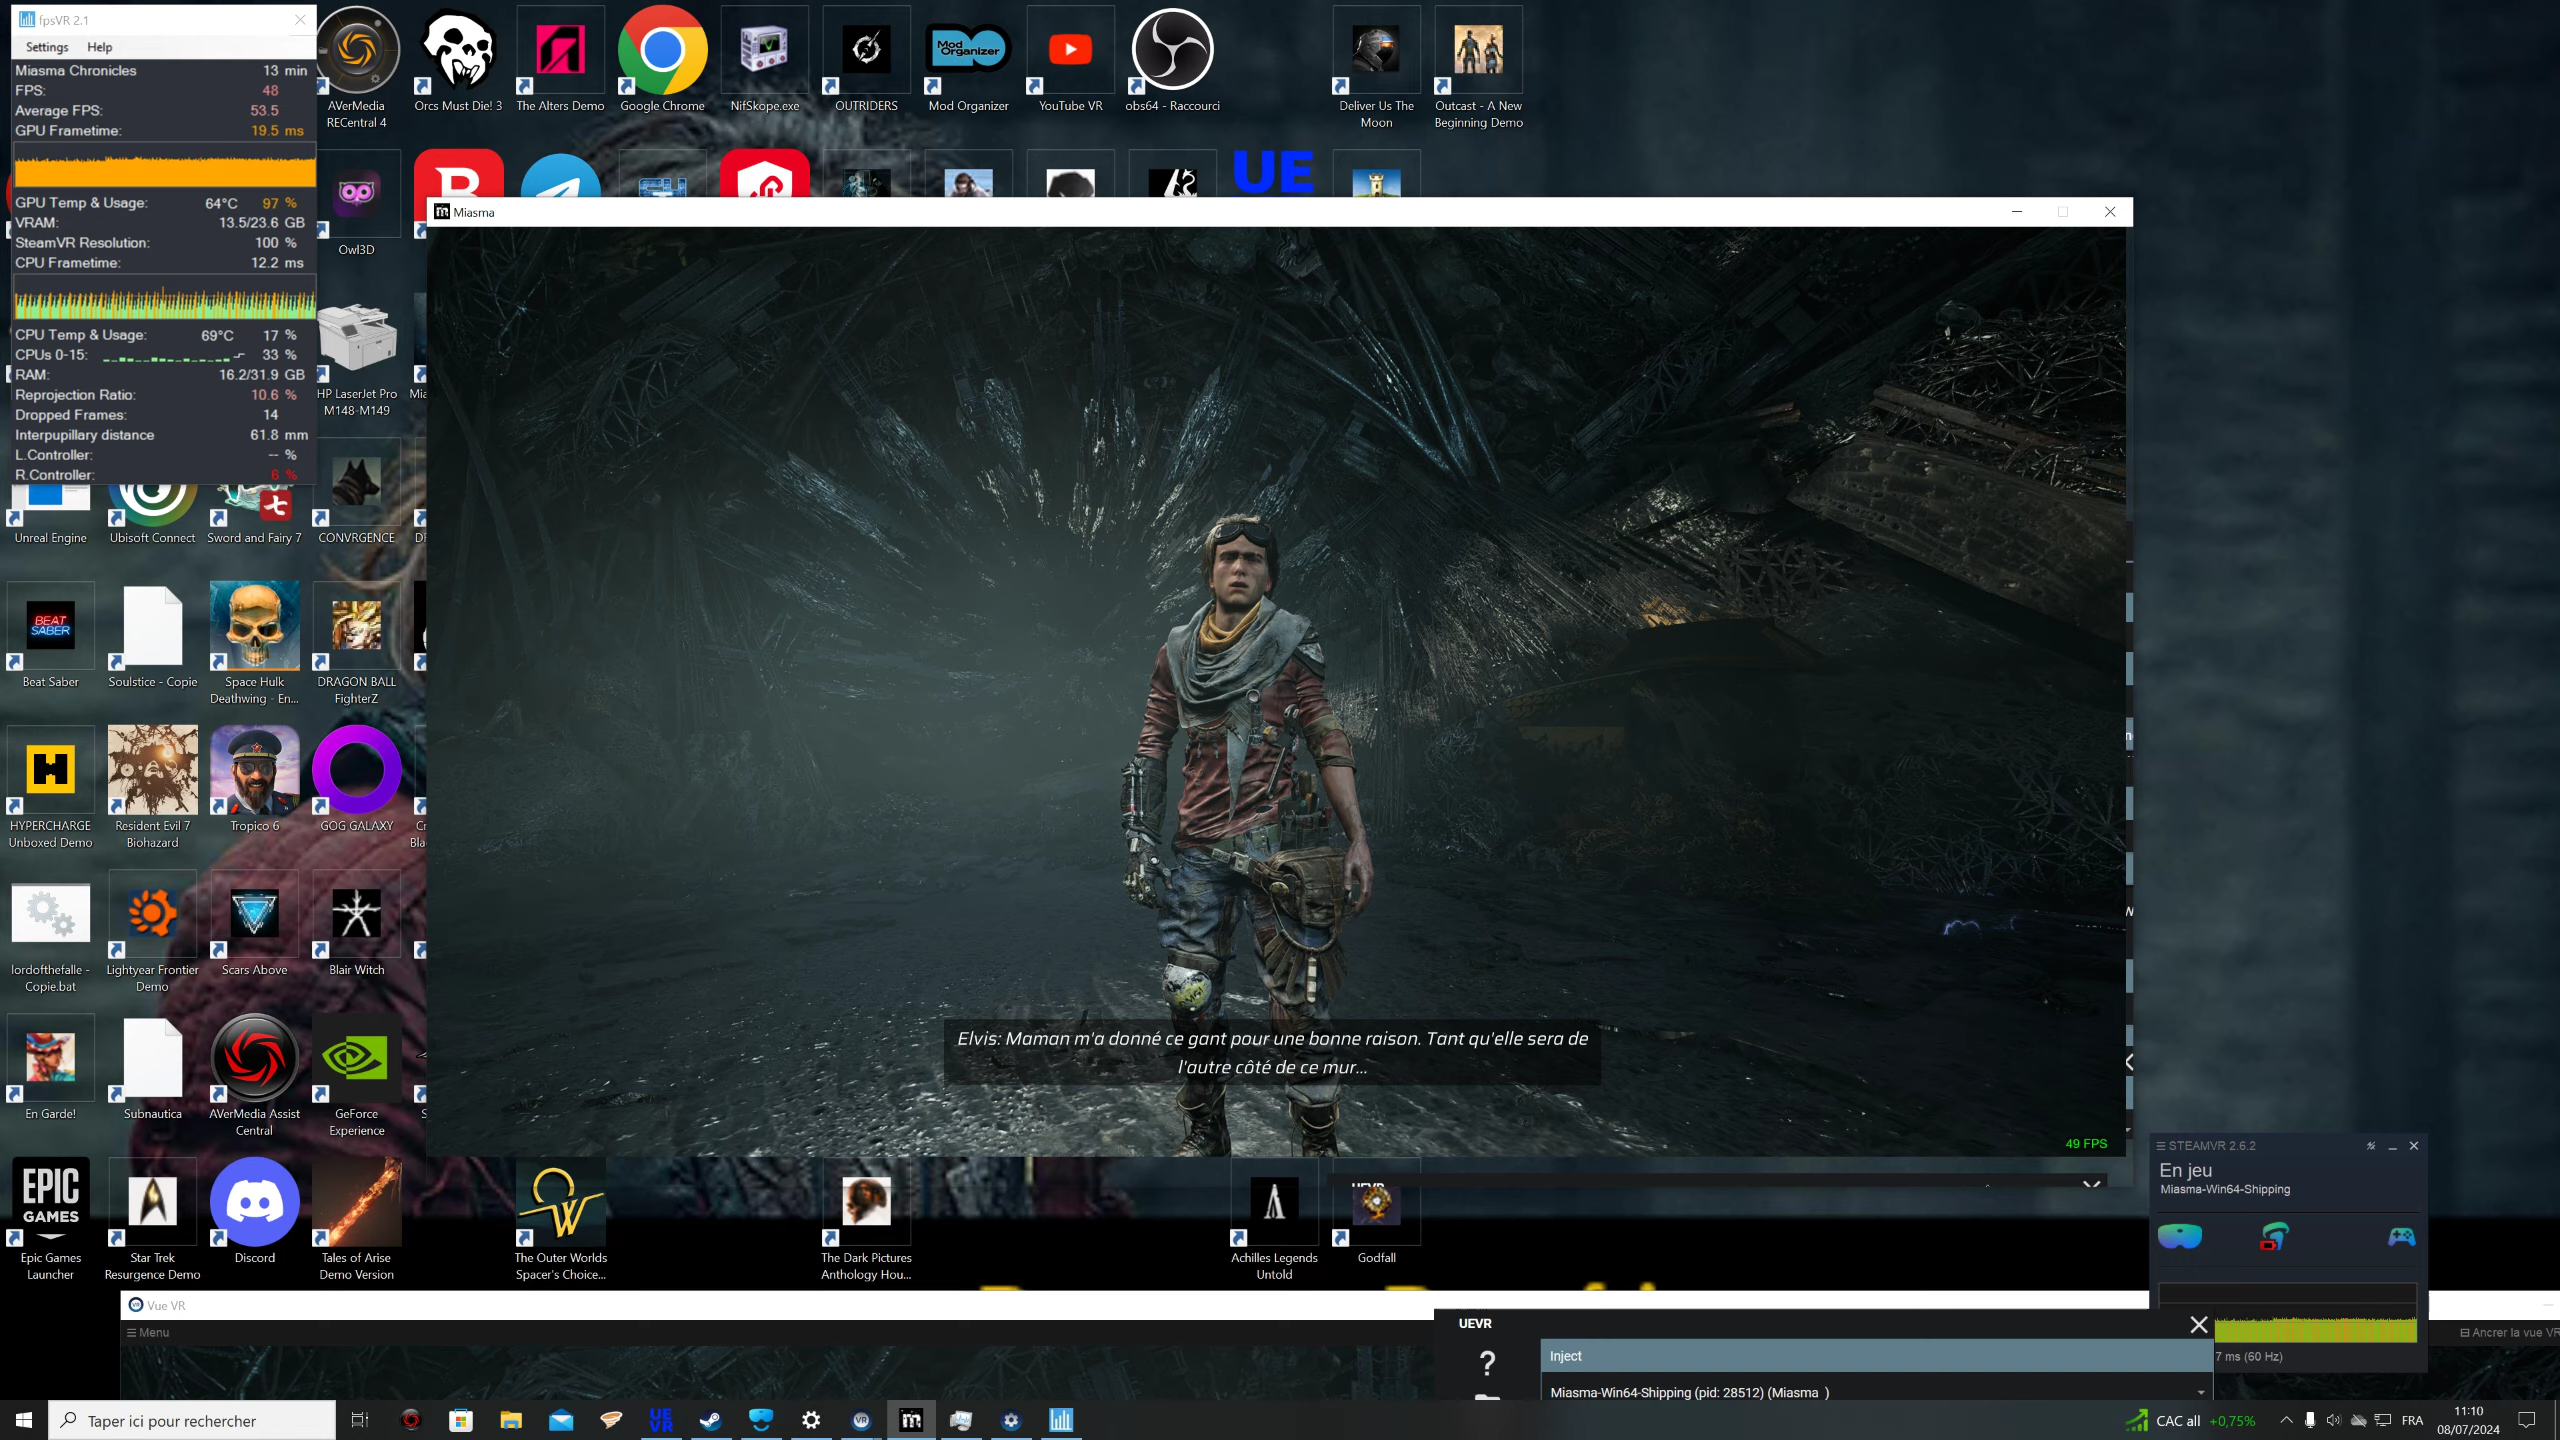 fpsVR 2.1
Settings Help
Miasma Chronicles 13 min
FPS: 48
Average FPS: 53.5
GPU Frametime: 19.5 ms
GPU Temp & Usage: 64°C 97 %
VRAM: 13.5/23.6 GB
SteamVR Resolution: 100 %
CPU Frametime: 12.2 ms
CPU Temp & Usage: 69°C 17 %
CPUs 0-15: 33 %
RAM: 16.2/31.9 GB
Reprojection Ratio: 10.6 %
Dropped Frames: 14
Interpupillary distance 61.8 mm
L.Controller: -- %
R.Controller: 6 %
AVerMedia RECentral 4
Orcs Must Die! 3
The Alters Demo
Google Chrome
NifSkope.exe
OUTRIDERS
Mod Organizer
Mod Organizer
YouTube VR
obs64 - Raccourci
Deliver Us The Moon
Outcast - A New Beginning Demo
UE
Owl3D
HP LaserJet Pro M148-M149
Miasma
Elvis: Maman m'a donné ce gant pour une bonne raison. Tant qu'elle sera de
l'autre côté de ce mur...
49 FPS
Unreal Engine
Ubisoft Connect
Sword and Fairy 7
CONVRGENCE
BEAT SABER
Beat Saber
Soulstice - Copie
Space Hulk Deathwing - En...
DRAGON BALL FighterZ
HYPERCHARGE Unboxed Demo
Resident Evil 7 Biohazard
Tropico 6
GOG GALAXY
lordofthefalle - Copie.bat
Lightyear Frontier Demo
Scars Above
Blair Witch
En Garde!
Subnautica
AVerMedia Assist Central
GeForce Experience
EPIC GAMES
Epic Games Launcher
Star Trek Resurgence Demo
Discord
Tales of Arise Demo Version
The Outer Worlds Spacer's Choice...
The Dark Pictures Anthology Hou...
Achilles Legends Untold
Godfall
STEAMVR 2.6.2
En jeu
Miasma-Win64-Shipping
7 ms (60 Hz)
Vue VR
Menu
Ancrer la vue VR
UEVR
Inject
Miasma-Win64-Shipping (pid: 28512) (Miasma )
Taper ici pour rechercher
UE VR
CAC all +0,75%
FRA
11:10
08/07/2024